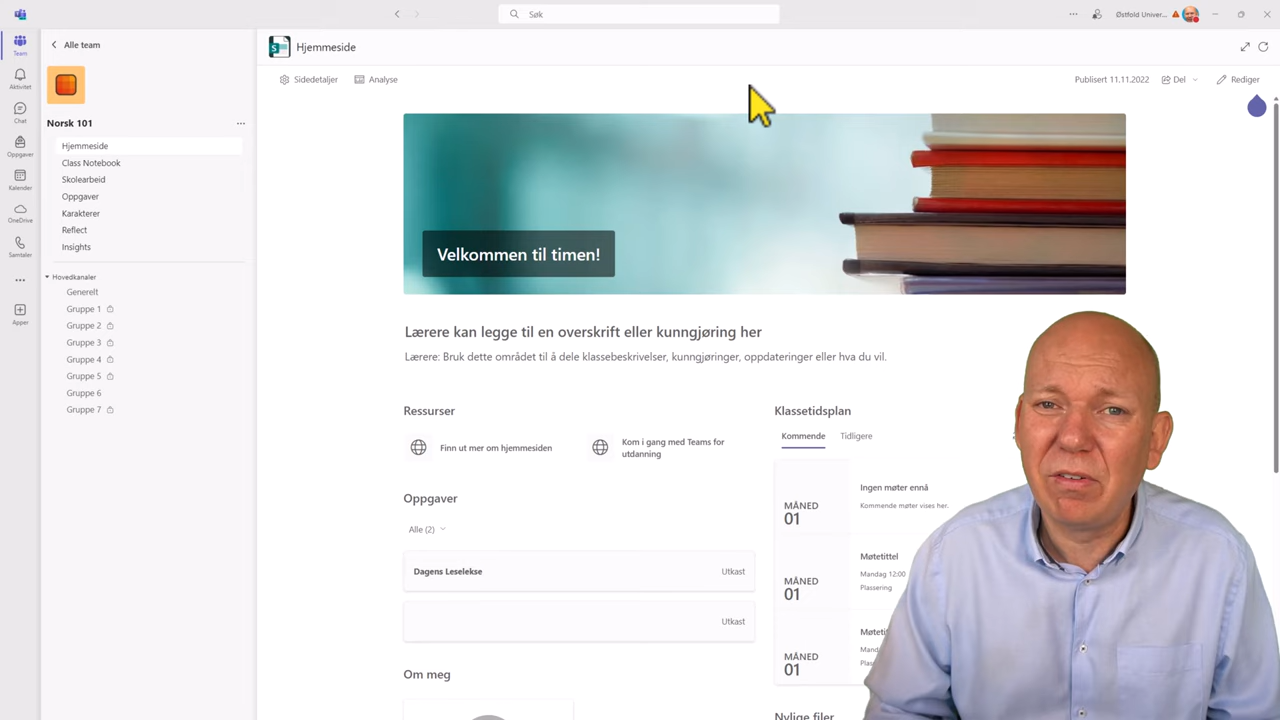 Søk
Østfold Univer...
Team
Aktivitet
Chat
Oppgaver
Kalender
OneDrive
Samtaler
Apper
Alle team
Norsk 101
Hjemmeside
Class Notebook
Skolearbeid
Oppgaver
Karakterer
Reflect
Insights
Hovedkanaler
Generelt
Gruppe 1
Gruppe 2
Gruppe 3
Gruppe 4
Gruppe 5
Gruppe 6
Gruppe 7
Hjemmeside
Sidedetaljer
Analyse
Publisert 11.11.2022
Del
Rediger
Velkommen til timen!
Lærere kan legge til en overskrift eller kunngjøring her
Lærere: Bruk dette området til å dele klassebeskrivelser, kunngjøringer, oppdateringer eller hva du vil.
Ressurser
Finn ut mer om hjemmesiden
Kom i gang med Teams for
utdanning
Oppgaver
Alle (2)
Dagens Leselekse
Utkast
Utkast
Om meg
Klassetidsplan
Kommende
Tidligere
MÅNED
01
Ingen møter ennå
Kommende møter vises her.
MÅNED
01
Møtetittel
Mandag 12:00
Plassering
MÅNED
01
Nylige filer